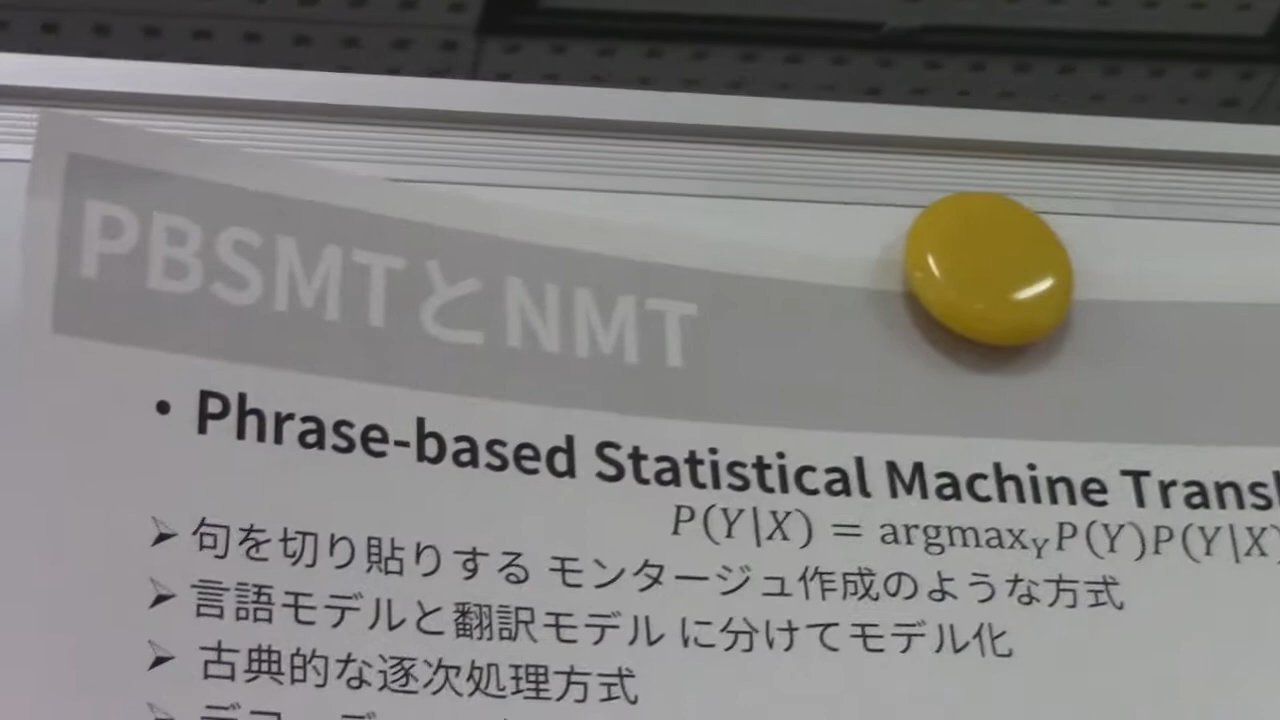 PBSMTとNMT
• Phrase-based Statistical Machine
P(Y|X) = argmax_Y P(Y)P(Y|X)
➤ 句を切り貼りする モンタージュ作成のような方式
➤ 言語モデルと翻訳モデル に分けてモデル化
➤ 古典的な逐次処理方式